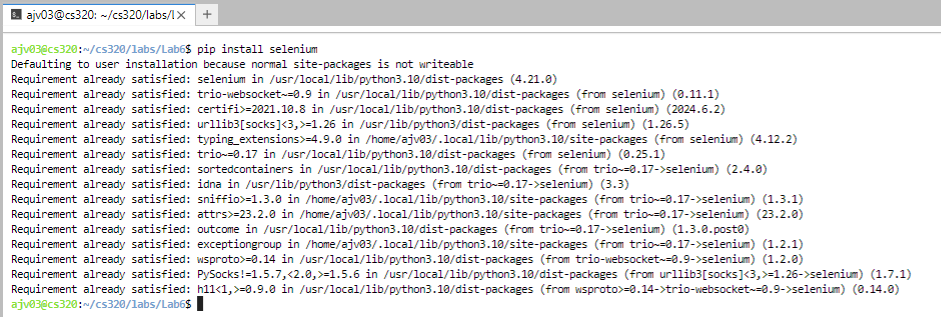 ajv03@cs320: ~/cs320/labs/l
ajv03@cs320:~/cs320/labs/Lab6$ pip install selenium
Defaulting to user installation because normal site-packages is not writeable
Requirement already satisfied: selenium in /usr/local/lib/python3.10/dist-packages (4.21.0)
Requirement already satisfied: trio-websocket~=0.9 in /usr/local/lib/python3.10/dist-packages (from selenium) (0.11.1)
Requirement already satisfied: certifi>=2021.10.8 in /usr/local/lib/python3.10/dist-packages (from selenium) (2024.6.2)
Requirement already satisfied: urllib3[socks]<3,>=1.26 in /usr/lib/python3/dist-packages (from selenium) (1.26.5)
Requirement already satisfied: typing_extensions>=4.9.0 in /home/ajv03/.local/lib/python3.10/site-packages (from selenium) (4.12.2)
Requirement already satisfied: trio~=0.17 in /usr/local/lib/python3.10/dist-packages (from selenium) (0.25.1)
Requirement already satisfied: sortedcontainers in /usr/local/lib/python3.10/dist-packages (from trio~=0.17->selenium) (2.4.0)
Requirement already satisfied: idna in /usr/lib/python3/dist-packages (from trio~=0.17->selenium) (3.3)
Requirement already satisfied: sniffio>=1.3.0 in /home/ajv03/.local/lib/python3.10/site-packages (from trio~=0.17->selenium) (1.3.1)
Requirement already satisfied: attrs>=23.2.0 in /home/ajv03/.local/lib/python3.10/site-packages (from trio~=0.17->selenium) (23.2.0)
Requirement already satisfied: outcome in /usr/local/lib/python3.10/dist-packages (from trio~=0.17->selenium) (1.3.0.post0)
Requirement already satisfied: exceptiongroup in /home/ajv03/.local/lib/python3.10/site-packages (from trio~=0.17->selenium) (1.2.1)
Requirement already satisfied: wsproto>=0.14 in /usr/local/lib/python3.10/dist-packages (from trio-websocket~=0.9->selenium) (1.2.0)
Requirement already satisfied: PySocks!=1.5.7,<2.0,>=1.5.6 in /usr/local/lib/python3.10/dist-packages (from urllib3[socks]<3,>=1.26->selenium) (1.7.1)
Requirement already satisfied: h11<1,>=0.9.0 in /usr/local/lib/python3.10/dist-packages (from wsproto>=0.14->trio-websocket~=0.9->selenium) (0.14.0)
ajv03@cs320:~/cs320/labs/Lab6$